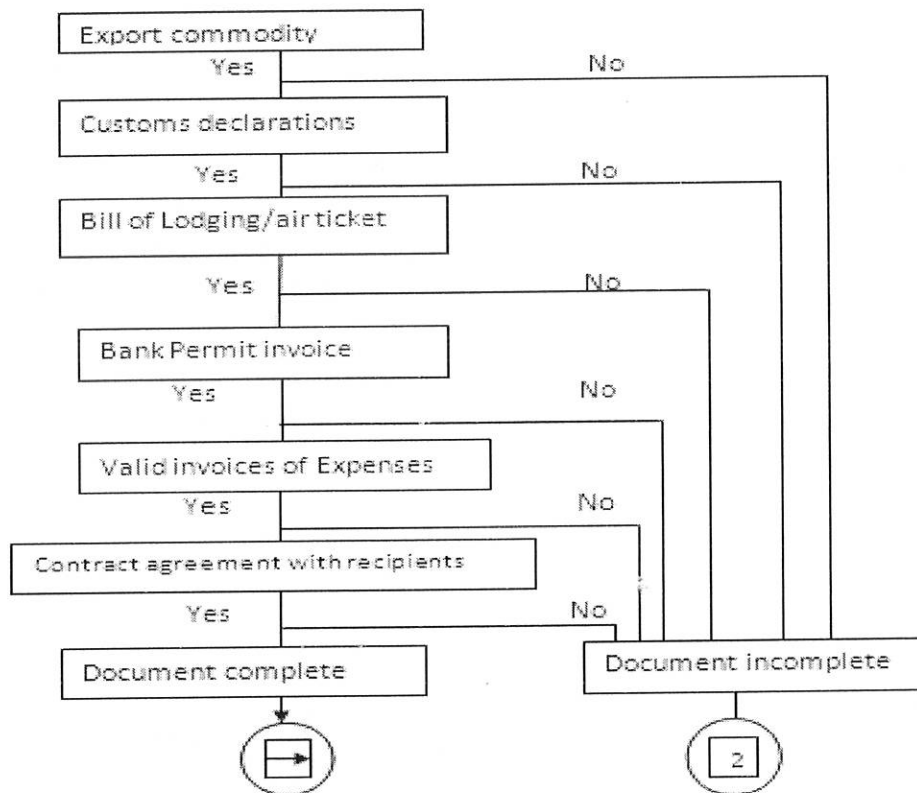 Export commodity
Yes No
Customs declarations
Yes No
Bill of Lodging/air ticket
Yes No
Bank Permit invoice
Yes No
Valid invoices of Expenses
Yes No
Contract agreement with recipients
Yes No
Document complete Document incomplete
2